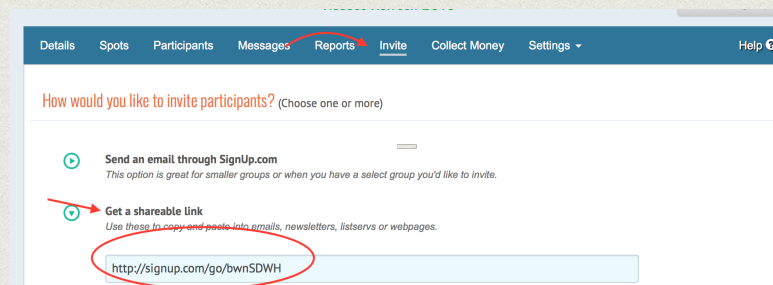 Details Spots Participants Messages Reports Invite Collect Money Settings Help
How would you like to invite participants? (Choose one or more)
Send an email through SignUp.com
This option is great for smaller groups or when you have a select group you'd like to invite.
Get a shareable link
Use these to copy and paste into emails, newsletters, listservs or webpages.
http://signup.com/go/bwnSDWH